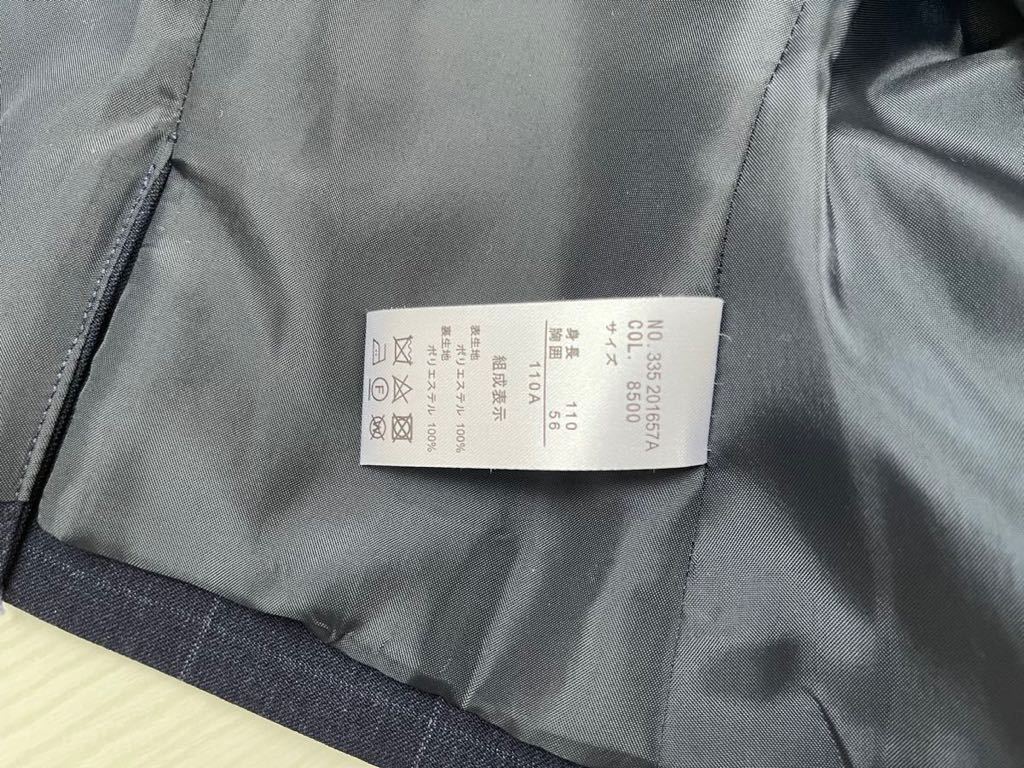 NO. 335 201657A
COL. 8500
サイズ
身長 110
胸囲 56
110A
組成表示
表生地
ポリエステル 100%
裏生地
ポリエステル 100%
F
W